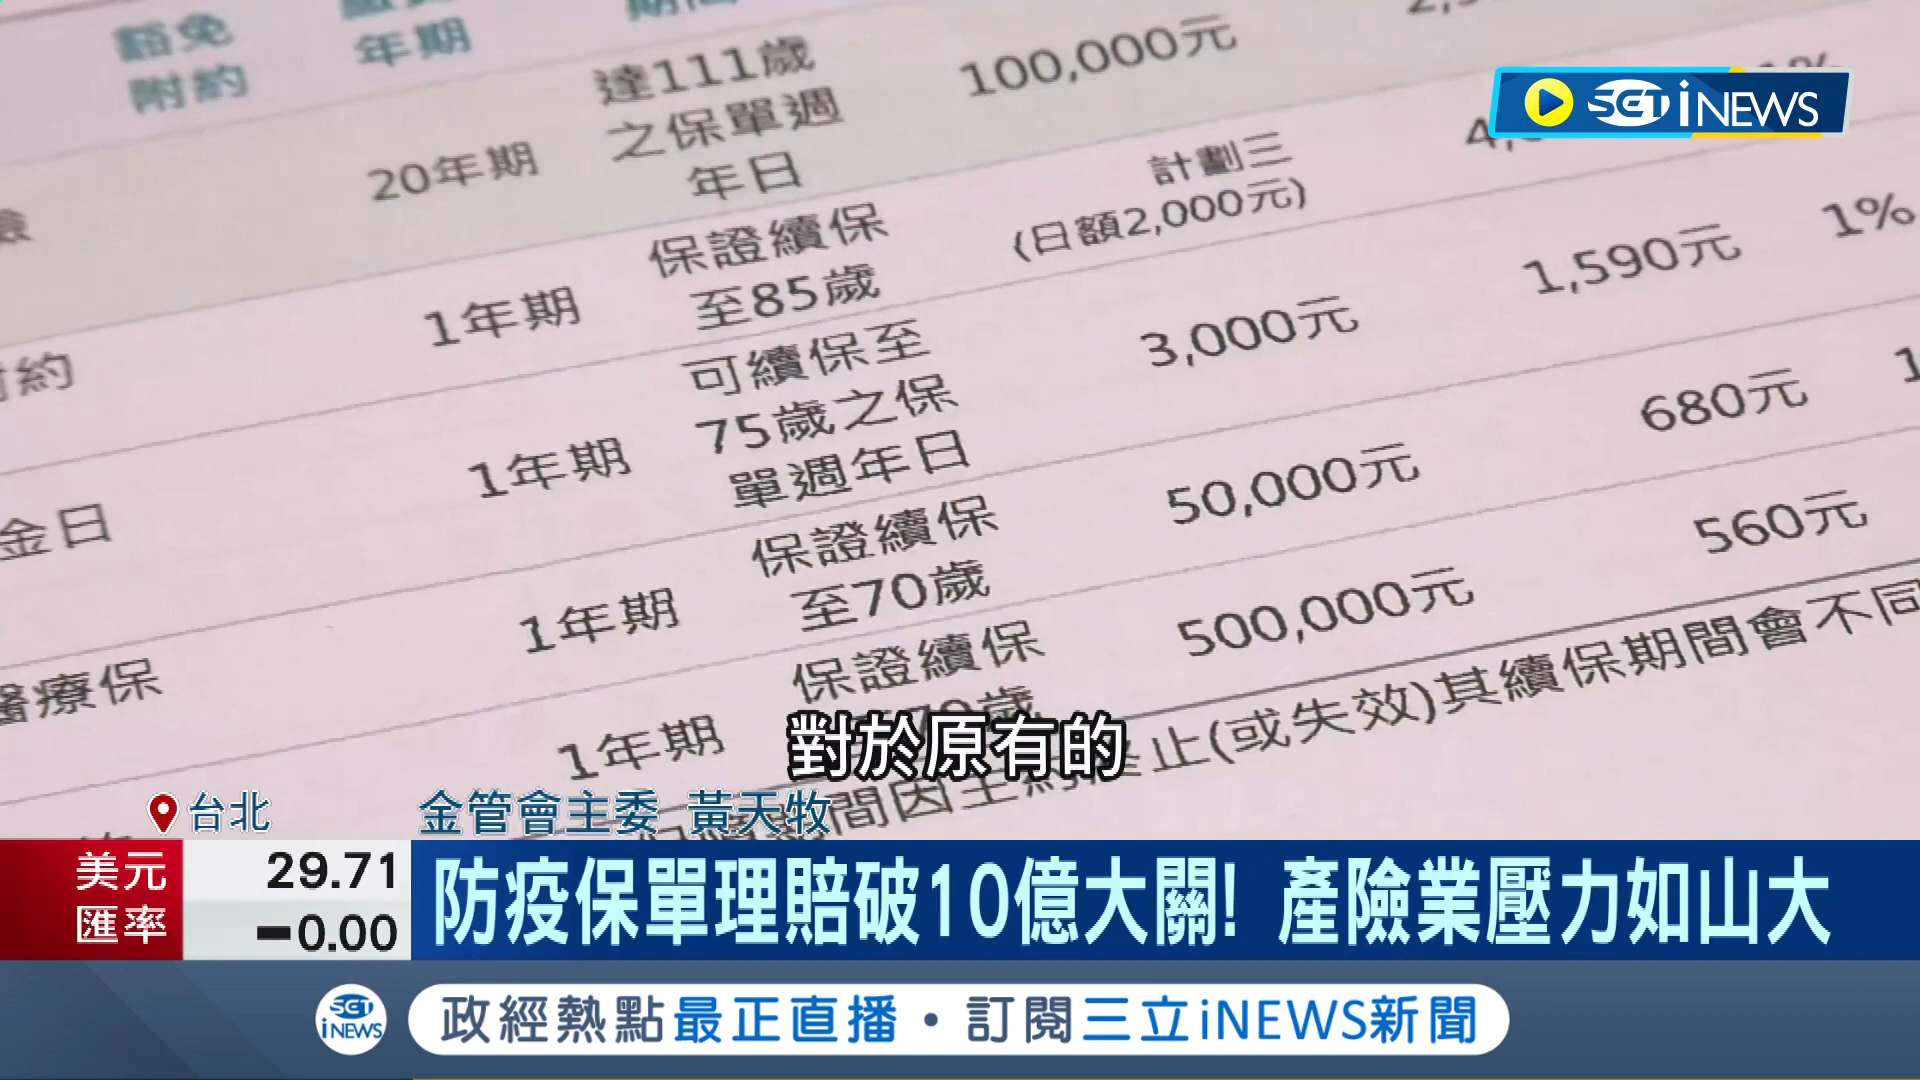 豁免
附約
年期
達111歲
之保單週
年日
20年期
100,000元
計劃三
(日額2,000元)
保證續保
至85歲
1年期
約
可續保至
75歲之保
單週年日
1年期
3,000元
1,590元
1%
金日
保證續保
至70歲
1年期
50,000元
680元
醫療保
保證續保
1年期
500,000元
560元
止(或失效)其續保期間會不同
SET iNEWS
對於原有的
台北
金管會主委 黃天牧
美元
匯率
29.71
-0.00
防疫保單理賠破10億大關! 產險業壓力如山大
SET
iNEWS
政經熱點最正直播・訂閱三立iNEWS新聞